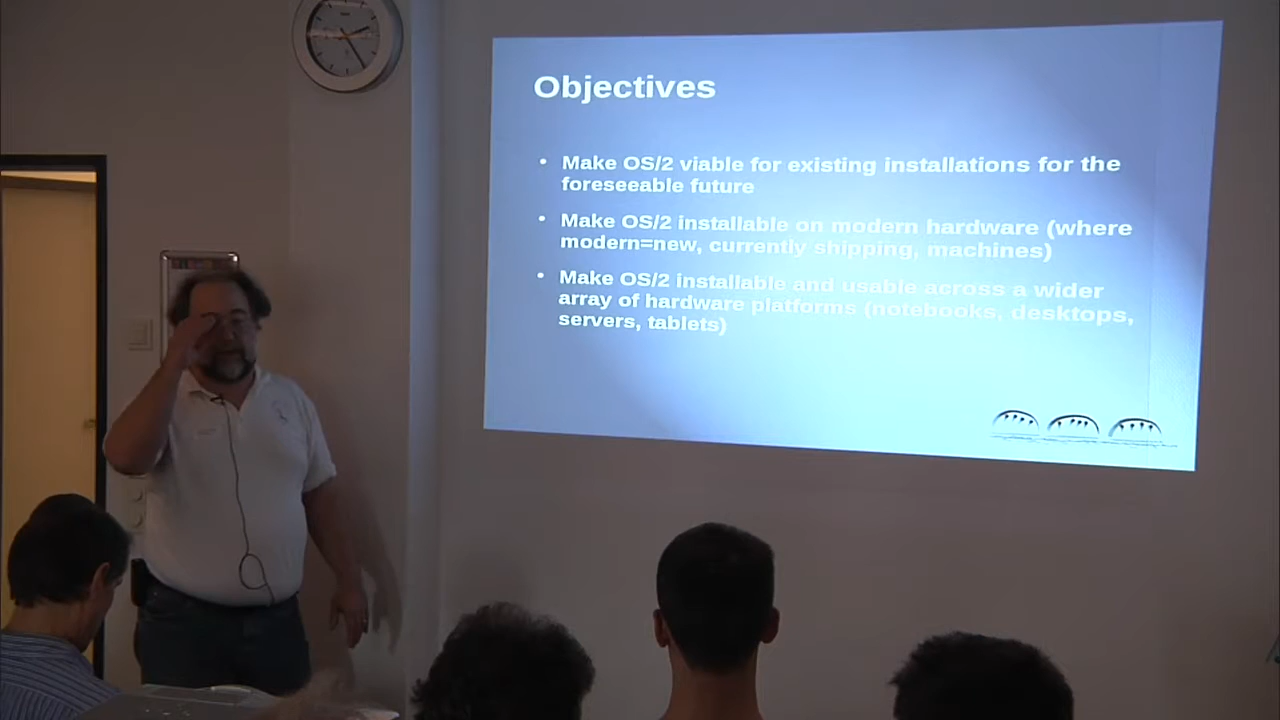 Objectives
• Make OS/2 viable for existing installations for the
foreseeable future
• Make OS/2 installable on modern hardware (where
modern=new, currently shipping, machines)
• Make OS/2 installable and usable across a wider
array of hardware platforms (notebooks, desktops,
servers, tablets)